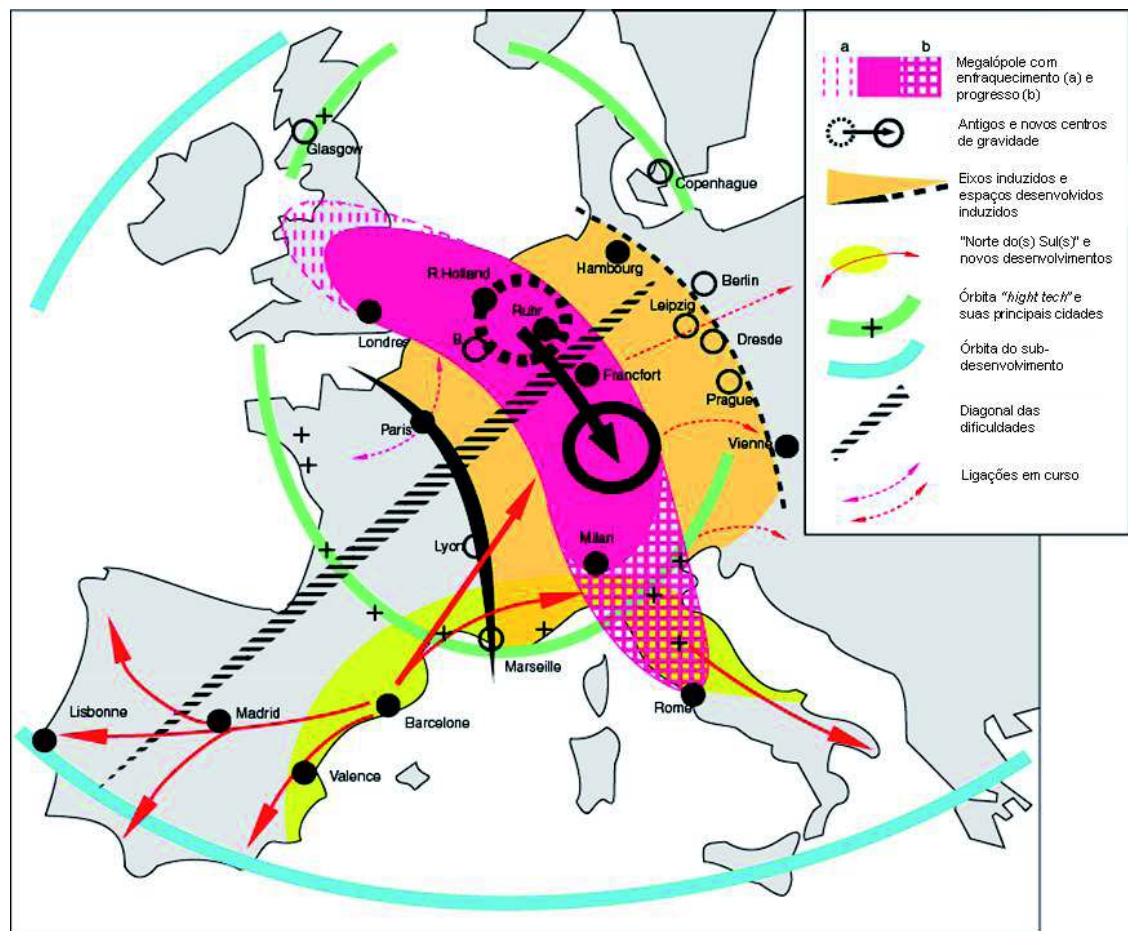 a b
Megalópole com
enfraquecimento (a) e
progresso (b)
Antigos e novos centros
de gravidade
Eixos induzidos e
espaços desenvolvidos
induzidos
"Norte do(s) Sul(s)" e
novos desenvolvimentos
Órbita "hight tech" e
suas principais cidades
Órbita do sub-
desenvolvimento
Diagonal das
dificuldades
Ligações em curso
Glasgow
Copenhague
Hambourg
R.Holland
Berlin
Leipzig
Ruhr
Londres
B.
Dresde
Francfort
Prague
Paris
Vienne
Lyon
Milan
Marseille
Rome
Lisbonne
Madrid
Barcelone
Valence